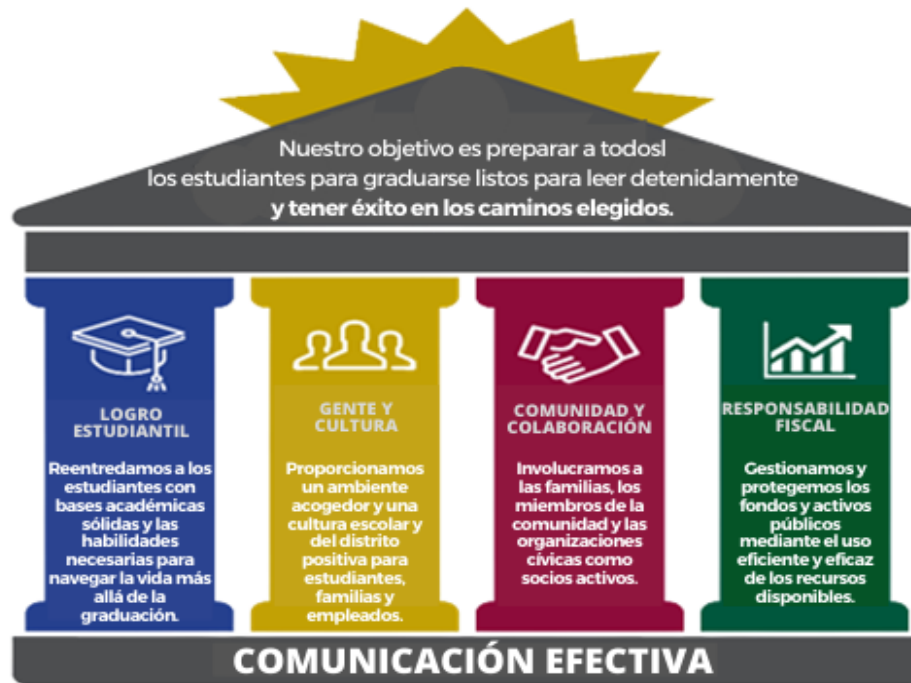 Nuestro objetivo es preparar a todosl
los estudiantes para graduarse listos para leer detenidamente
y tener éxito en los caminos elegidos.
LOGRO
ESTUDIANTIL
Reentredamos a los
estudiantes con
bases académicas
sólidas y las
habilidades
necesarias para
navegar la vida más
allá de la
graduación.
GENTE Y
CULTURA
Proporcionamos
un ambiente
acogedor y una
cultura escolar y
del distrito
positiva para
estudiantes,
familias y
empleados.
COMUNIDAD Y
COLABORACIÓN
Involucramos a
las familias, los
miembros de la
comunidad y las
organizaciones
cívicas como
socios activos.
RESPONSABILIDAD
FISCAL
Gestionamos y
protegemos los
fondos y activos
públicos
mediante el uso
eficiente y eficaz
de los recursos
disponibles.
COMUNICACIÓN EFECTIVA